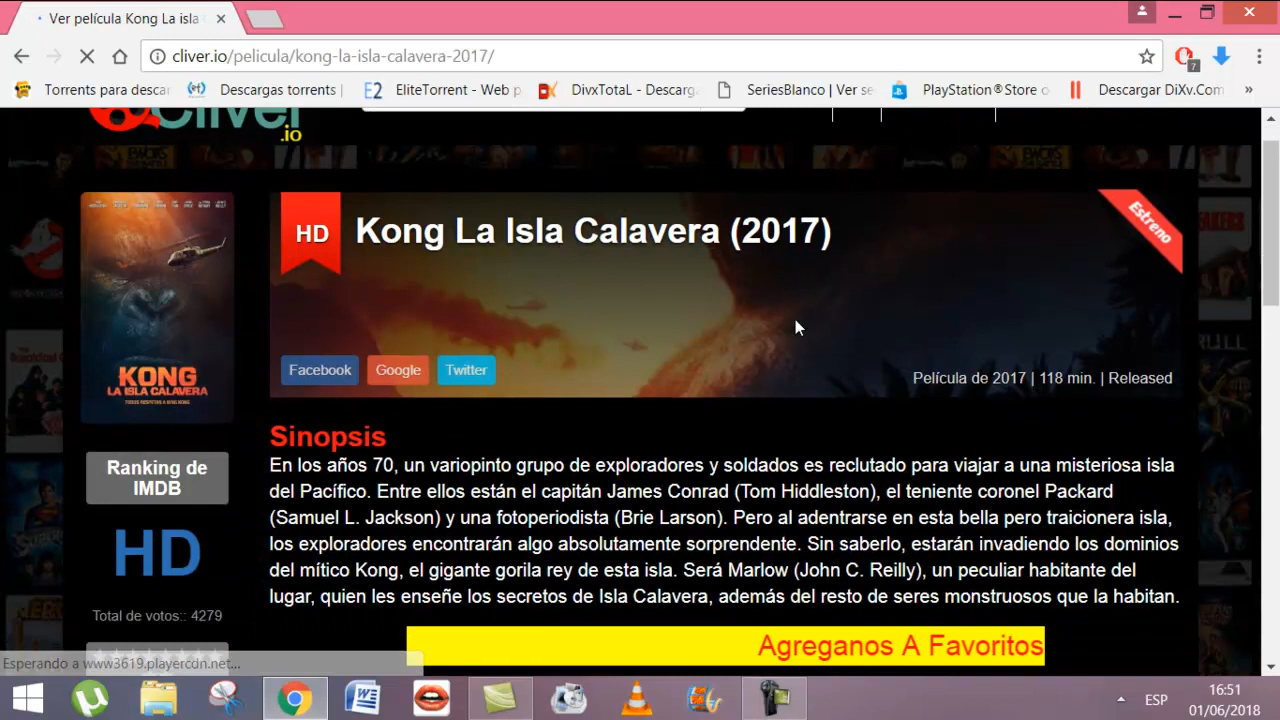 Ver película Kong La isla
cliver.io/pelicula/kong-la-isla-calavera-2017/
7
Torrents para descar
Descargas torrents
E2 EliteTorrent - Web p
DX DivxTotaL - Descarg
SeriesBlanco | Ver se
PlayStation®Store o
Descargar DiXv.Com
»
Cliver
.io
HD
Kong La Isla Calavera (2017)
Estreno
Facebook
Google
Twitter
Película de 2017 | 118 min. | Released
KONG
LA ISLA CALAVERA
Ranking de
IMDB
HD
Total de votos:: 4279
Sinopsis
En los años 70, un variopinto grupo de exploradores y soldados es reclutado para viajar a una misteriosa isla
del Pacífico. Entre ellos están el capitán James Conrad (Tom Hiddleston), el teniente coronel Packard
(Samuel L. Jackson) y una fotoperiodista (Brie Larson). Pero al adentrarse en esta bella pero traicionera isla,
los exploradores encontrarán algo absolutamente sorprendente. Sin saberlo, estarán invadiendo los dominios
del mítico Kong, el gigante gorila rey de esta isla. Será Marlow (John C. Reilly), un peculiar habitante del
lugar, quien les enseñe los secretos de Isla Calavera, además del resto de seres monstruosos que la habitan.
Agreganos A Favoritos
Esperando a www3619.playercdn.net...
ESP
16:51
01/06/2018